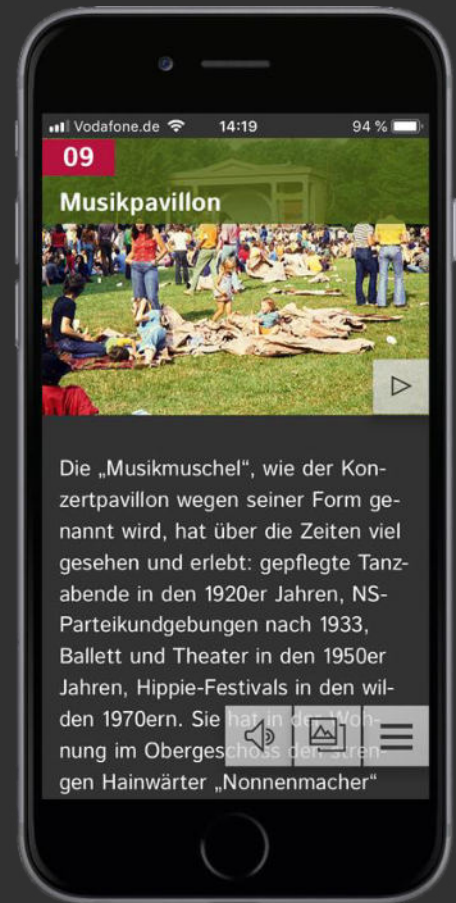 Vodafone.de 14:19 94 %
09
Musikpavillon
Die „Musikmuschel“, wie der Kon-
zertpavillon wegen seiner Form ge-
nannt wird, hat über die Zeiten viel
gesehen und erlebt: gepflegte Tanz-
abende in den 1920er Jahren, NS-
Parteikundgebungen nach 1933,
Ballett und Theater in den 1950er
Jahren, Hippie-Festivals in den wil-
den 1970ern. Sie hat in der Woh-
nung im Obergeschoss den stren-
gen Hainwärter „Nonnenmacher“